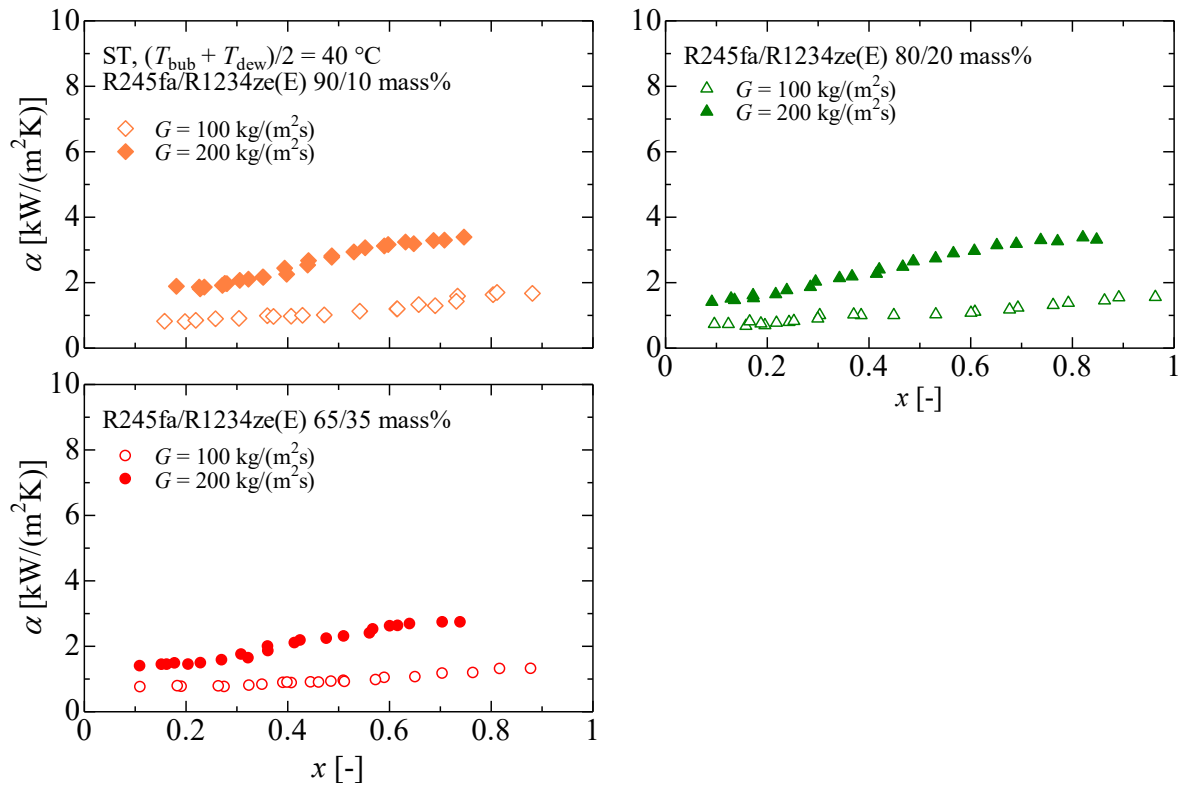 10
8
6
4
2
0
α [kW/(m²K)]
ST, (T_bub + T_dew)/2 = 40 °C
R245fa/R1234ze(E) 90/10 mass%
G = 100 kg/(m²s)
G = 200 kg/(m²s)
10
8
6
4
2
0
α [kW/(m²K)]
R245fa/R1234ze(E) 80/20 mass%
G = 100 kg/(m²s)
G = 200 kg/(m²s)
0 0.2 0.4 0.6 0.8 1
x [-]
10
8
6
4
2
0
α [kW/(m²K)]
R245fa/R1234ze(E) 65/35 mass%
G = 100 kg/(m²s)
G = 200 kg/(m²s)
0 0.2 0.4 0.6 0.8 1
x [-]